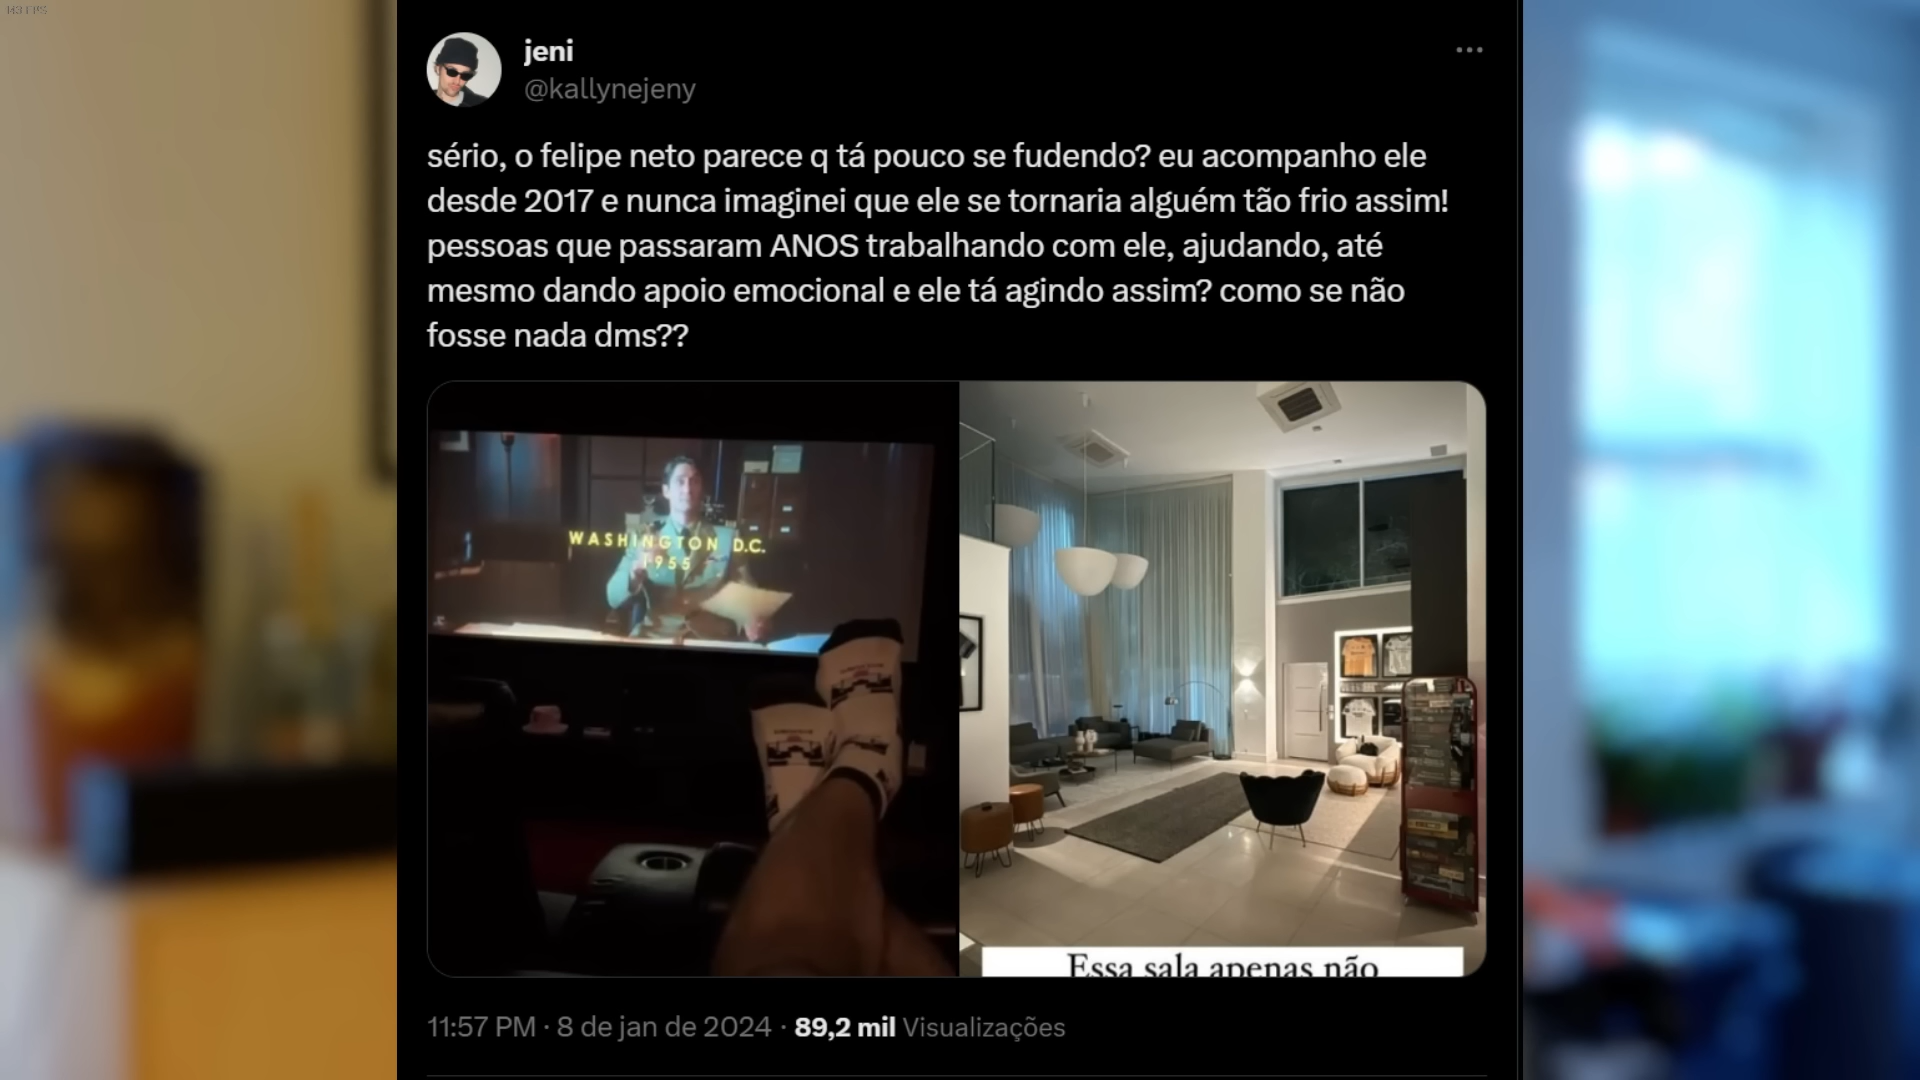 jeni
@kallynejeny
sério, o felipe neto parece q tá pouco se fudendo? eu acompanho ele
desde 2017 e nunca imaginei que ele se tornaria alguém tão frio assim!
pessoas que passaram ANOS trabalhando com ele, ajudando, até
mesmo dando apoio emocional e ele tá agindo assim? como se não
fosse nada dms??
WASHINGTON D.C.
1955
Essa sala apenas não
11:57 PM · 8 de jan de 2024 · 89,2 mil Visualizações